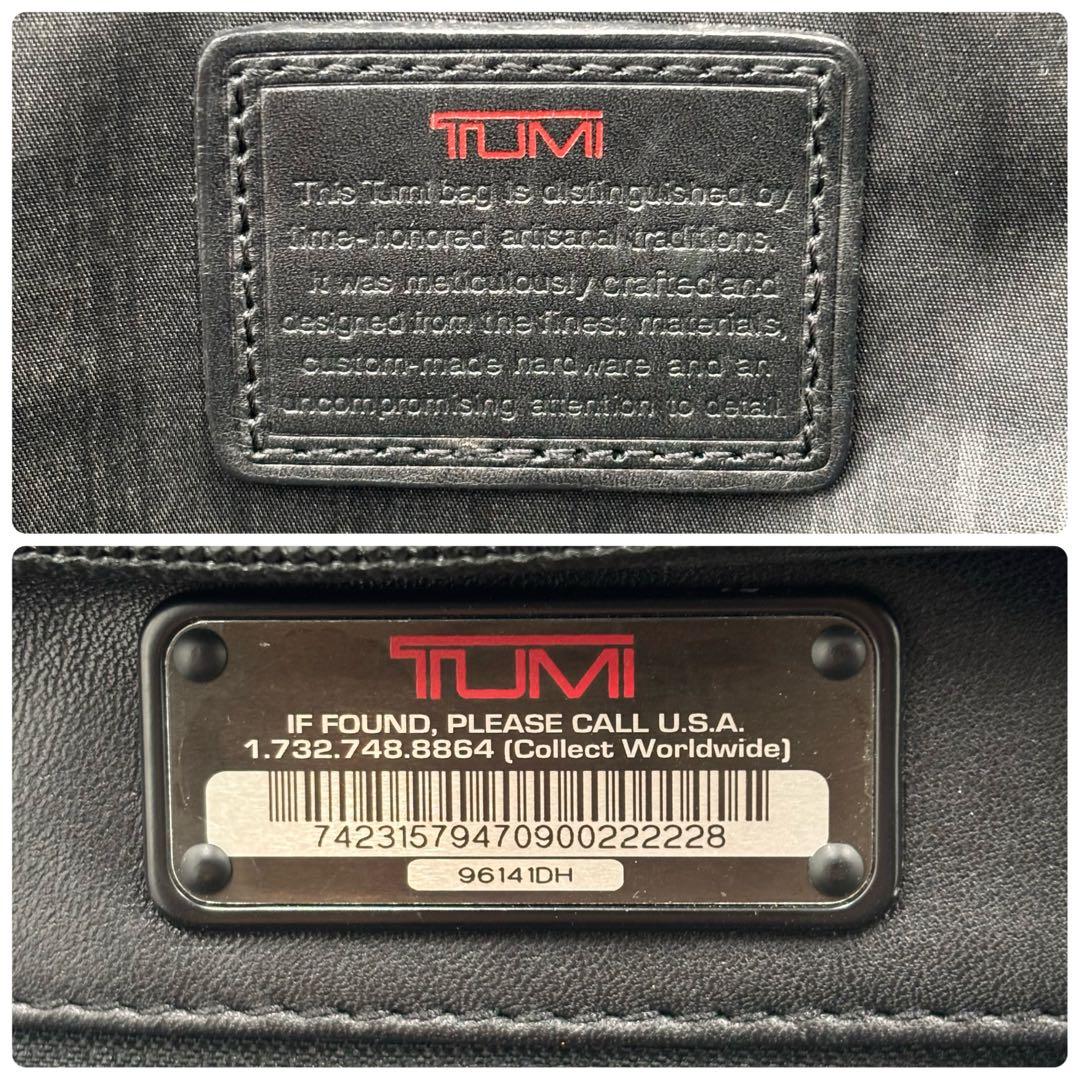 TUMI
This Tumi bag is distinguished by
time-honored artisanal traditions.
It was meticulously crafted and
designed from the finest materials,
custom-made hardware and an
uncompromising attention to detail.
TUMI
IF FOUND, PLEASE CALL U.S.A.
1.732.748.8864 (Collect Worldwide)
74231579470900222228
96141DH